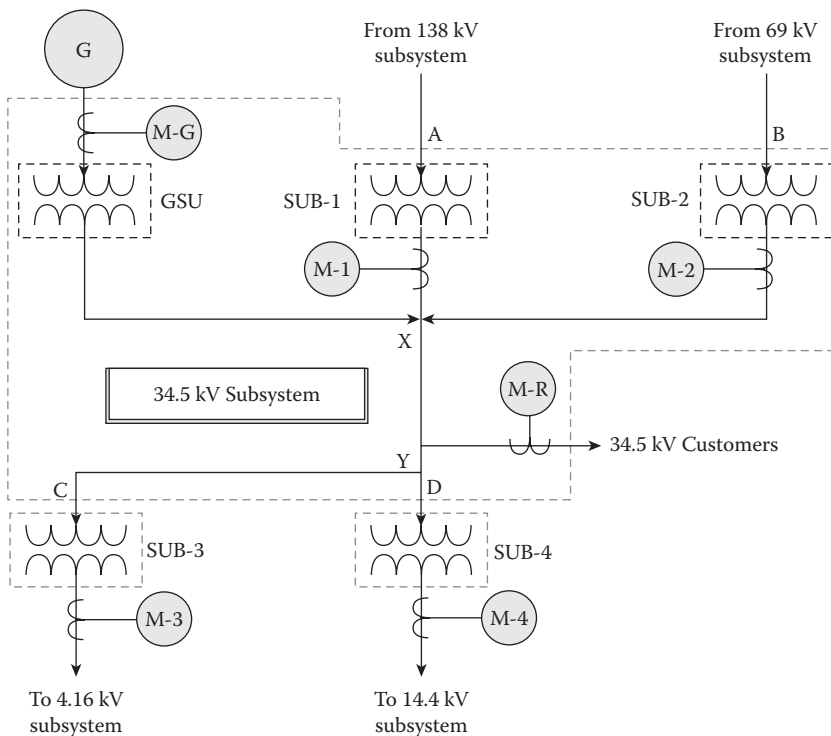 G
From 138 kV
subsystem
From 69 kV
subsystem
M-G
A
B
GSU
SUB-1
SUB-2
M-1
M-2
X
34.5 kV Subsystem
M-R
34.5 kV Customers
Y
C
D
SUB-3
SUB-4
M-3
M-4
To 4.16 kV
subsystem
To 14.4 kV
subsystem